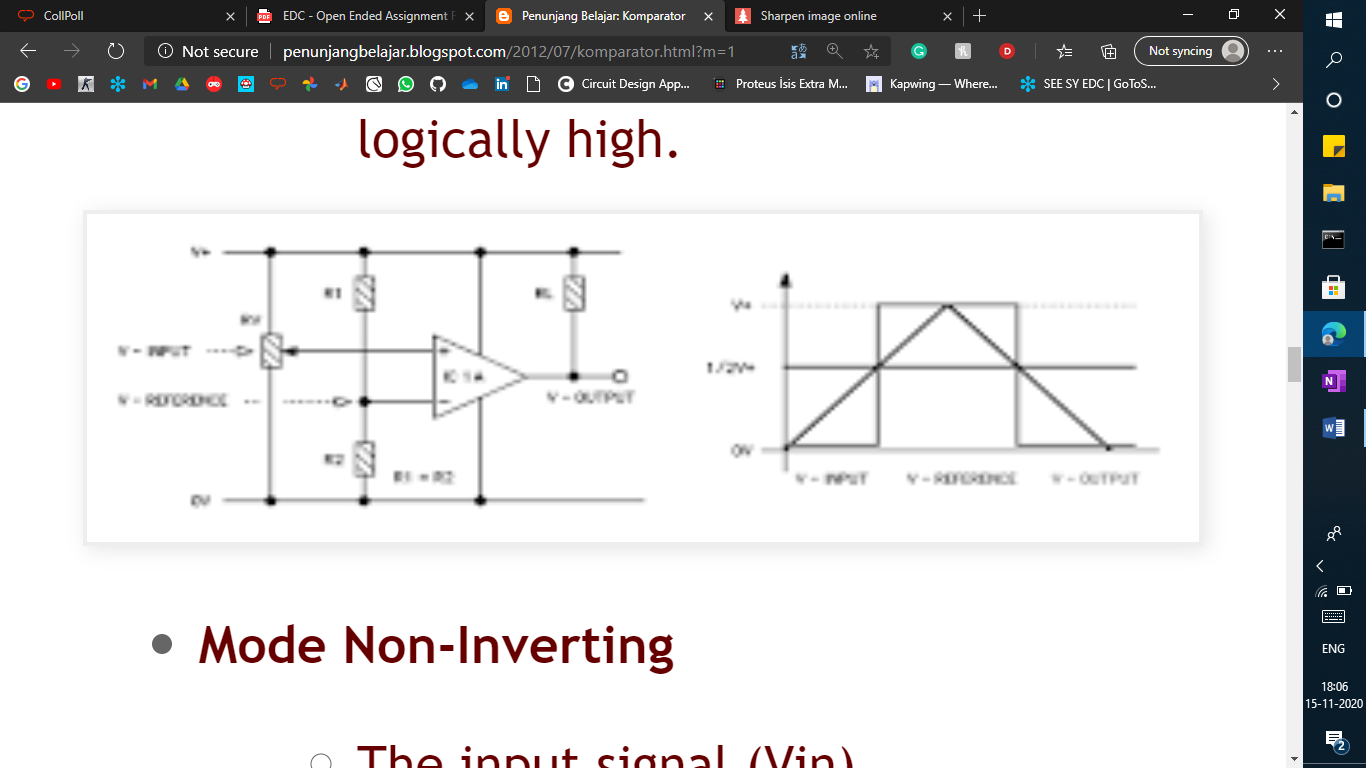 CollPoll
EDC - Open Ended Assignment F
Penunjang Belajar: Komparator
Sharpen image online
Not secure
penunjangbelajar.blogspot.com/2012/07/komparator.html?m=1
Not syncing
Circuit Design App...
Proteus İsis Extra M...
Kapwing — Where...
SEE SY EDC | GoToS...
logically high.
V+
R1
RL
RV
V - INPUT
IC 1A
V - REFERENCE
V - OUTPUT
R2
R1 = R2
0V
V+
1/2V+
0V
V - INPUT
V - REFERENCE
V - OUTPUT
Mode Non-Inverting
The input signal (Vin)
ENG
18:06
15-11-2020
2